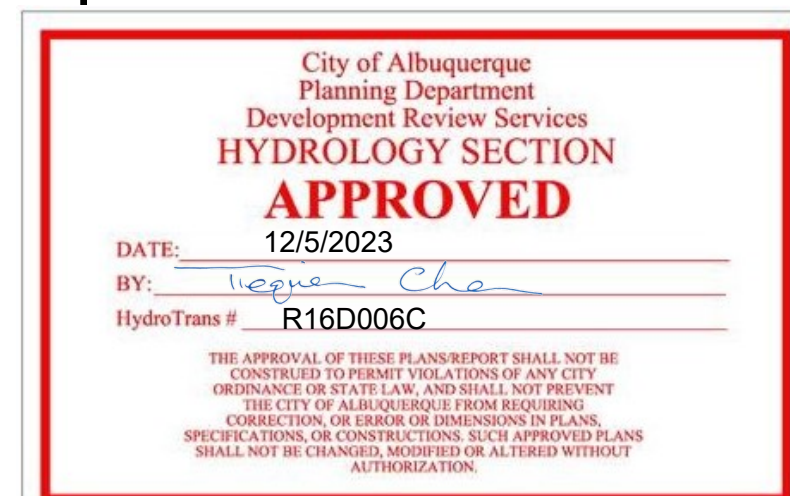 City of Albuquerque
Planning Department
Development Review Services
HYDROLOGY SECTION
APPROVED
DATE: 12/5/2023
BY:
HydroTrans # R16D006C
THE APPROVAL OF THESE PLANS/REPORT SHALL NOT BE
CONSTRUED TO PERMIT VIOLATIONS OF ANY CITY
ORDINANCE OR STATE LAW, AND SHALL NOT PREVENT
THE CITY OF ALBUQUERQUE FROM REQUIRING
CORRECTION, OR ERROR OR DIMENSIONS IN PLANS,
SPECIFICATIONS, OR CONSTRUCTIONS. SUCH APPROVED PLANS
SHALL NOT BE CHANGED, MODIFIED OR ALTERED WITHOUT
AUTHORIZATION.